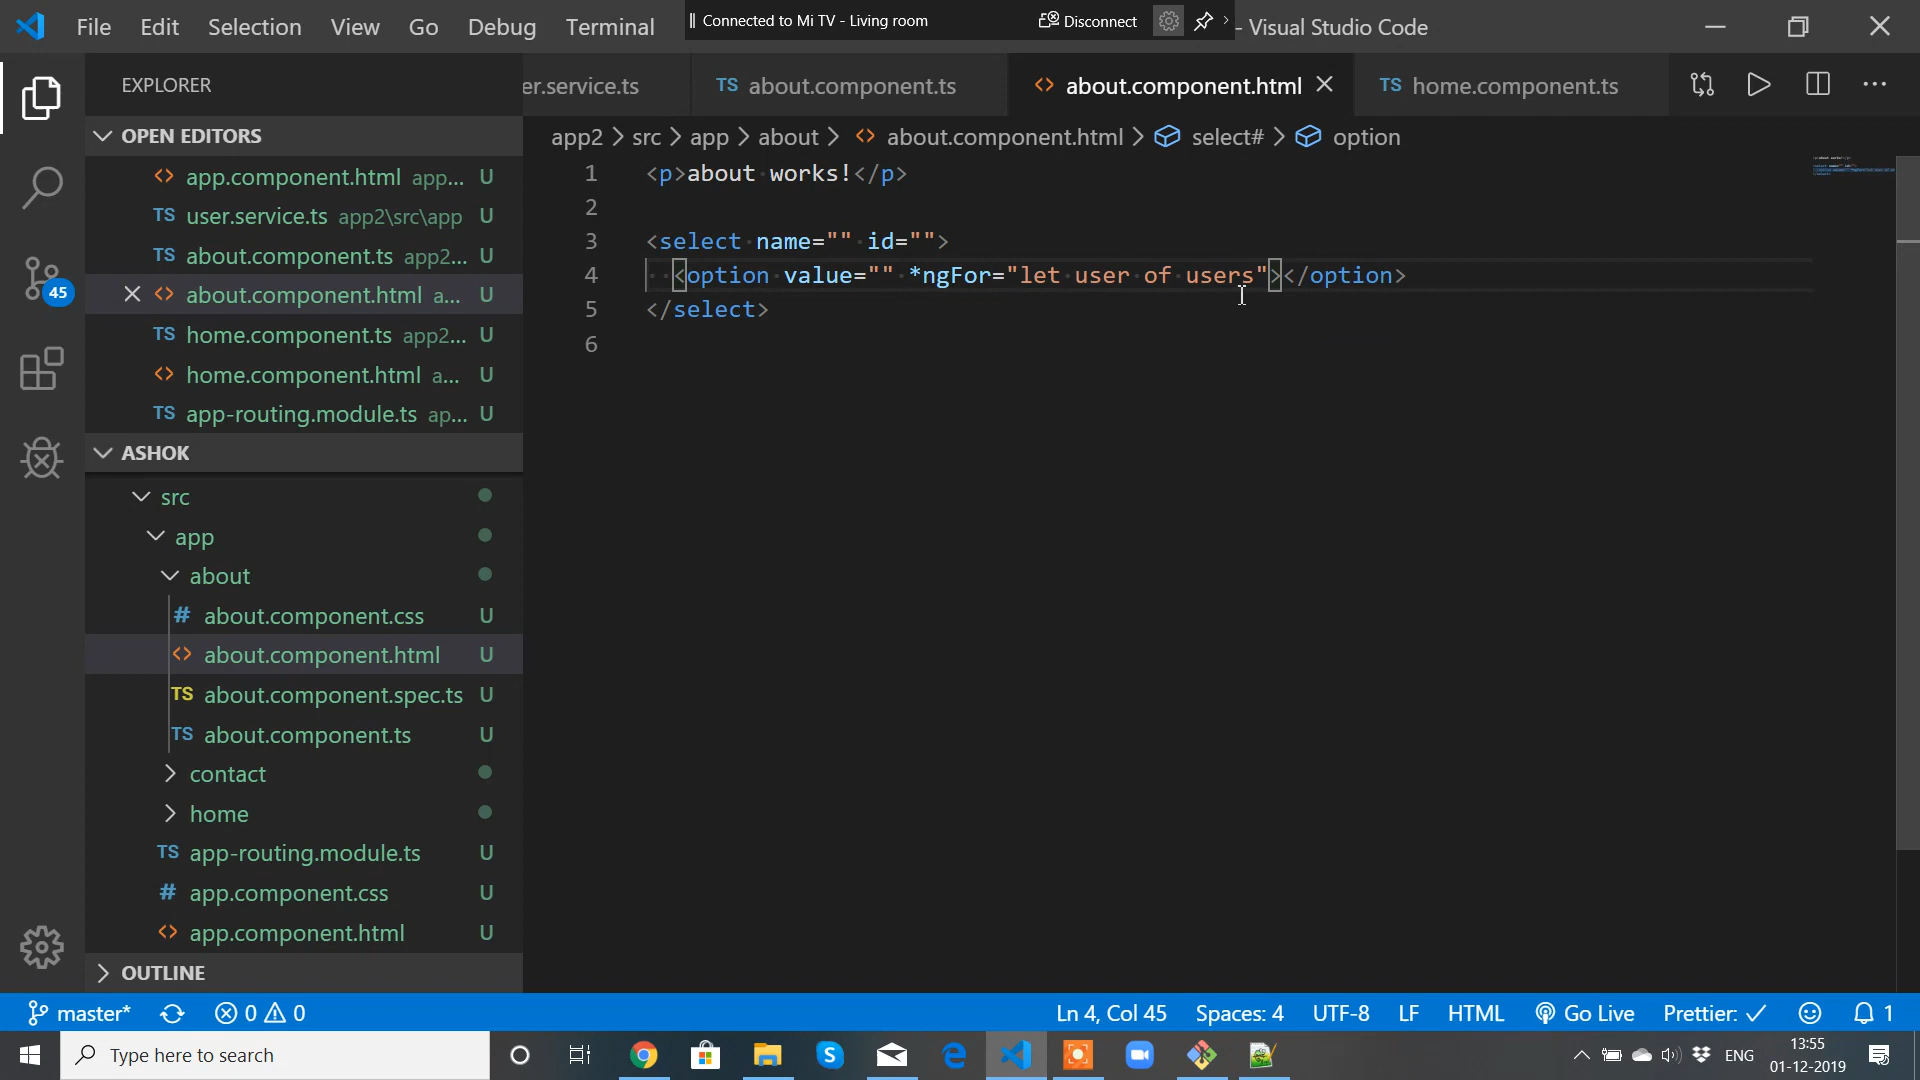 File Edit Selection View Go Debug Terminal
Connected to Mi TV - Living room Disconnect
- Visual Studio Code
EXPLORER
er.service.ts
TS about.component.ts
<> about.component.html
TS home.component.ts
OPEN EDITORS
app2 > src > app > about > <> about.component.html > select# > option
<> app.component.html app... U
TS user.service.ts app2\src\app U
TS about.component.ts app2... U
<> about.component.html a... U
TS home.component.ts app2... U
<> home.component.html a... U
TS app-routing.module.ts ap... U
1 <p>about works!</p>
2
3 <select name="" id="">
4 <option value="" *ngFor="let user of users"></option>
5 </select>
6
45
ASHOK
src
app
about
# about.component.css U
<> about.component.html U
TS about.component.spec.ts U
TS about.component.ts U
contact
home
TS app-routing.module.ts U
# app.component.css U
<> app.component.html U
OUTLINE
master* 0 0
Ln 4, Col 45 Spaces: 4 UTF-8 LF HTML Go Live Prettier: ✓ 1
Type here to search
ENG
13:55
01-12-2019